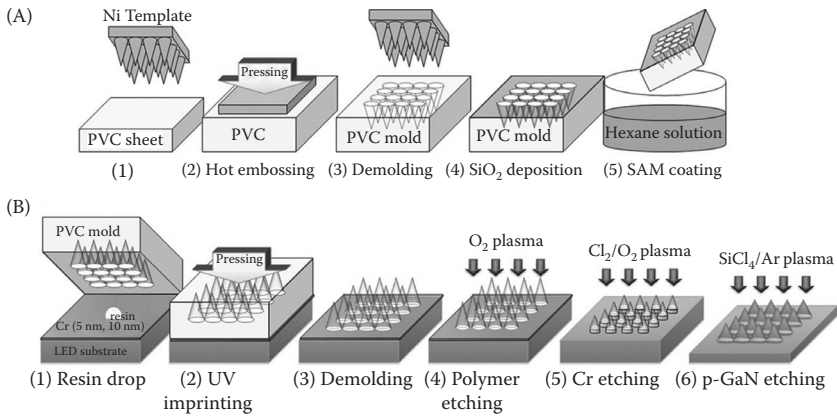 (A)
Ni Template
Pressing
PVC sheet
PVC
PVC mold
PVC mold
Hexane solution
(1)
(2) Hot embossing
(3) Demolding
(4) SiO₂ deposition
(5) SAM coating
(B)
PVC mold
resin
Cr (5 nm, 10 nm)
LED substrate
Pressing
O₂ plasma
Cl₂/O₂ plasma
SiCl₄/Ar plasma
(1) Resin drop
(2) UV
imprinting
(3) Demolding
(4) Polymer
etching
(5) Cr etching
(6) p-GaN etching